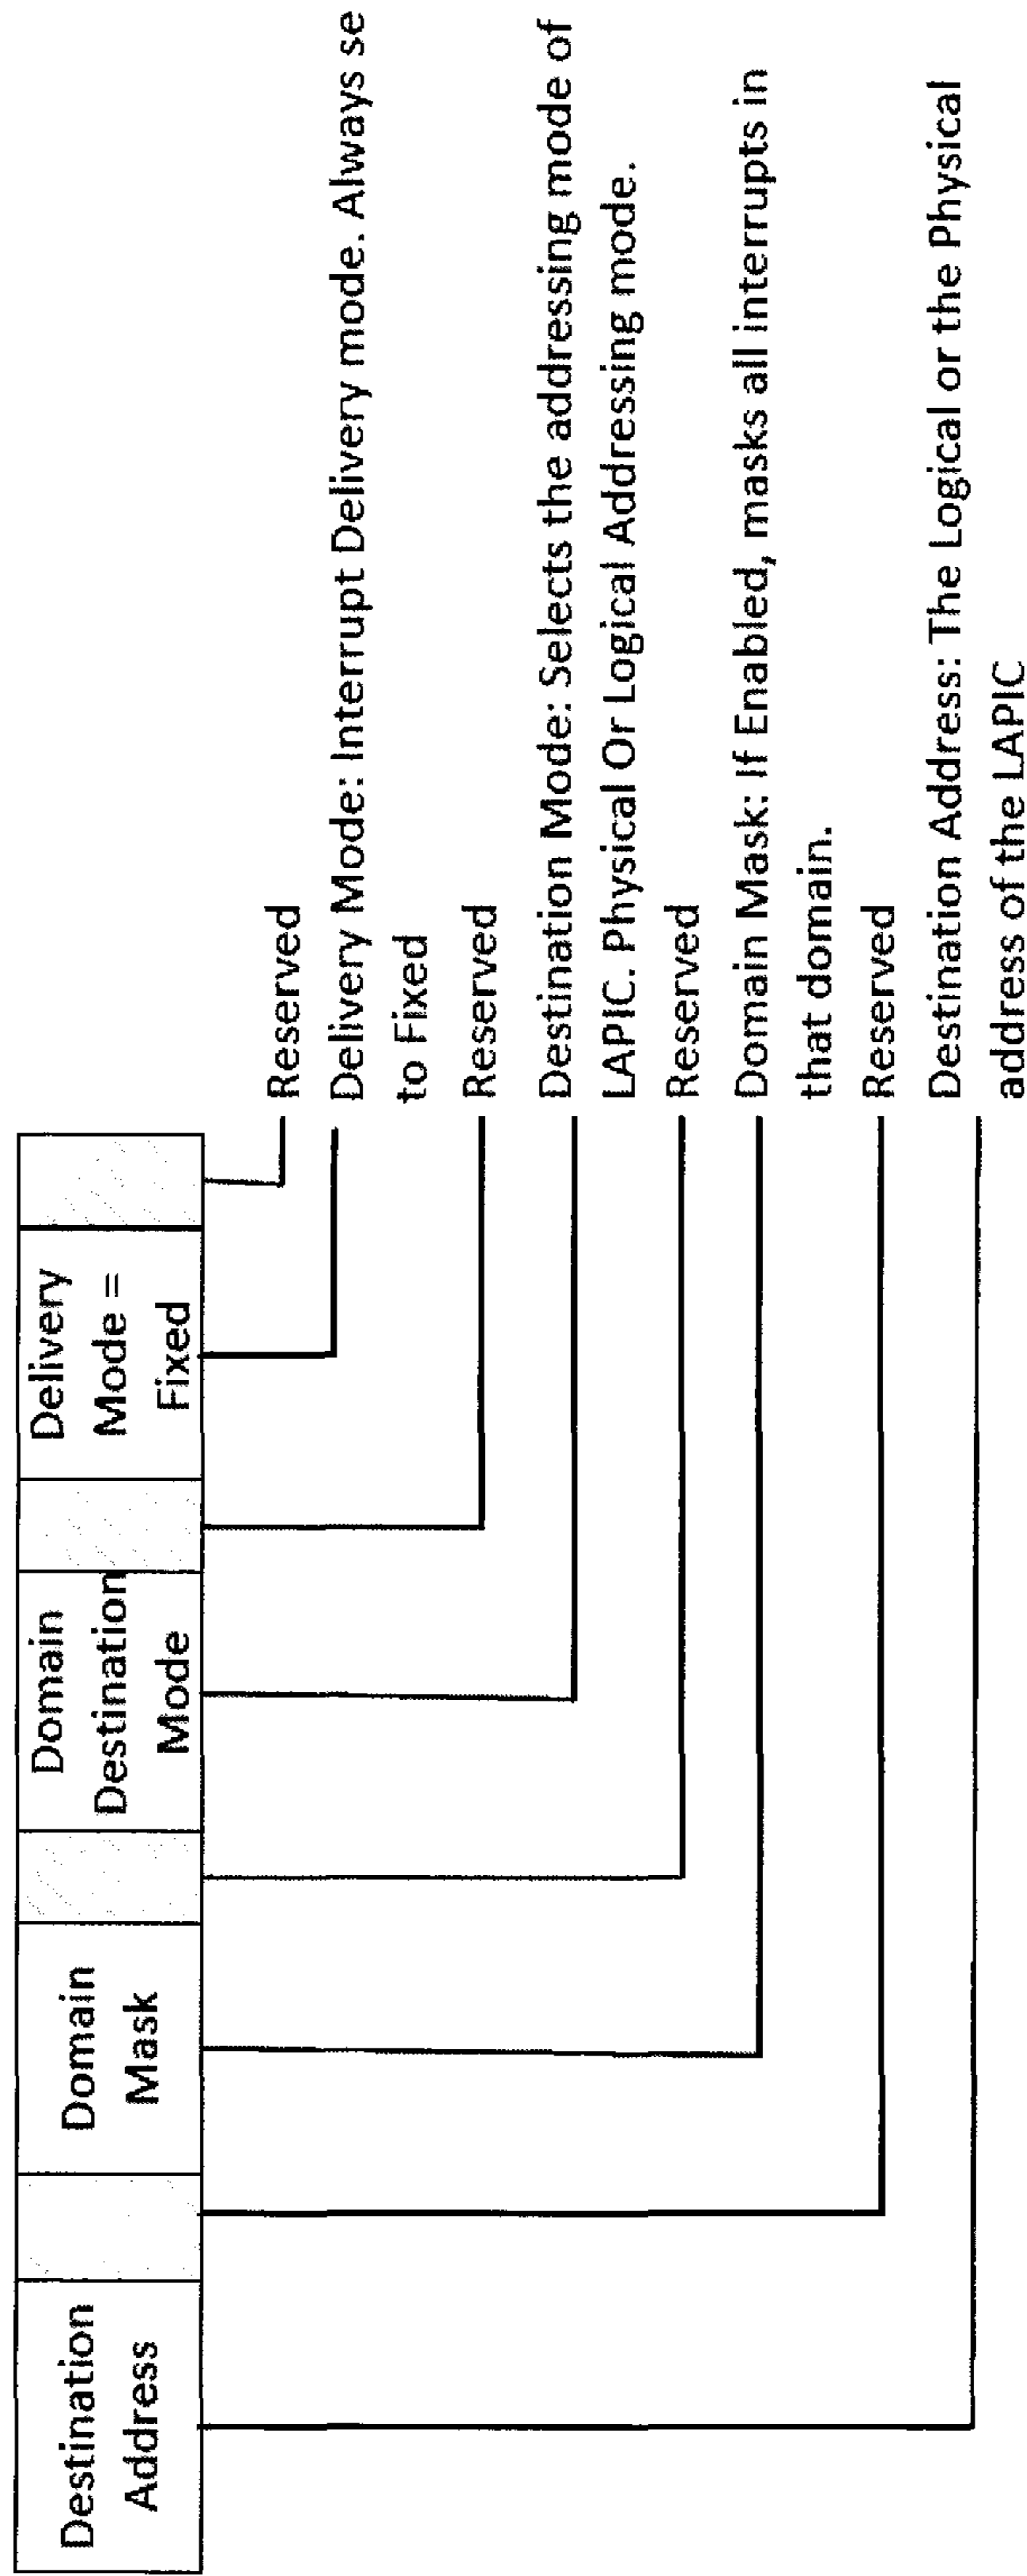 Destination
Address
Domain
Mask
Domain
Destination
Mode
Delivery
Mode =
Fixed
Reserved
Delivery Mode: Interrupt Delivery mode. Always se
to Fixed
Reserved
Destination Mode: Selects the addressing mode of
LAPIC. Physical Or Logical Addressing mode.
Reserved
Domain Mask: If Enabled, masks all interrupts in
that domain.
Reserved
Destination Address: The Logical or the Physical
address of the LAPIC